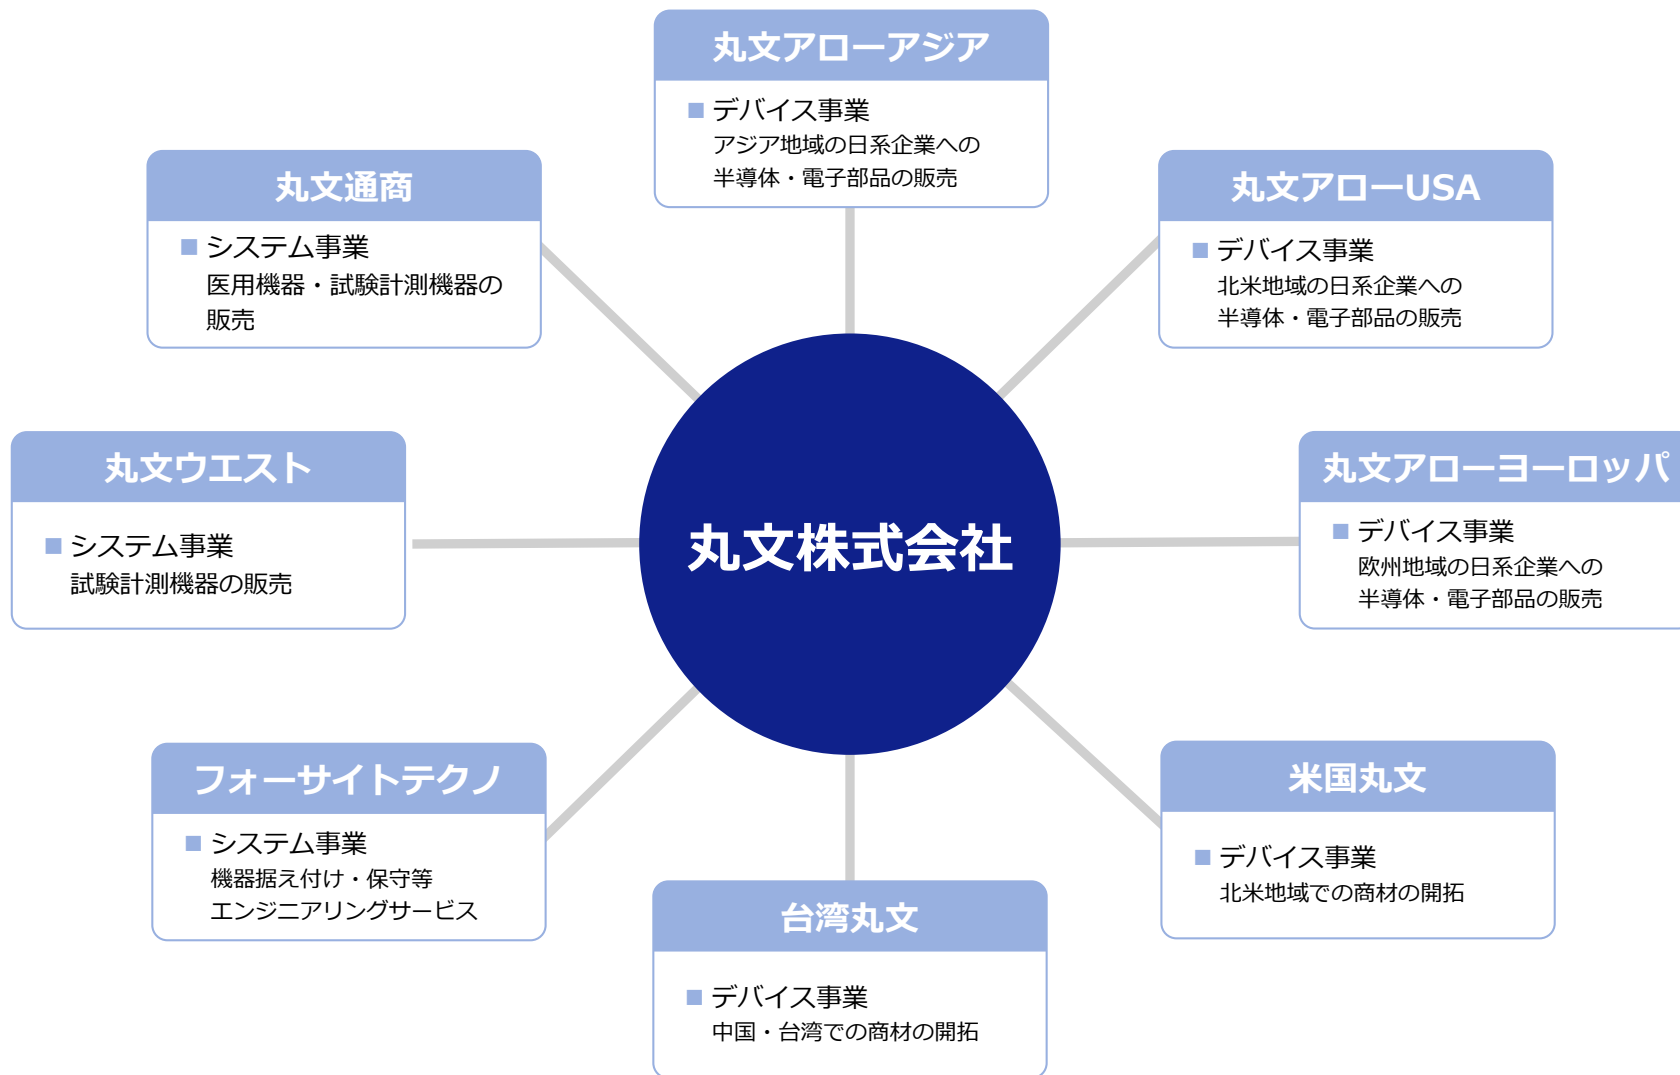 丸文アローアジア
■ デバイス事業
アジア地域の日系企業への
半導体・電子部品の販売
丸文通商
■ システム事業
医用機器・試験計測機器の
販売
丸文アローUSA
■ デバイス事業
北米地域の日系企業への
半導体・電子部品の販売
丸文ウエスト
■ システム事業
試験計測機器の販売
丸文株式会社
丸文アローヨーロッパ
■ デバイス事業
欧州地域の日系企業への
半導体・電子部品の販売
フォーサイトテクノ
■ システム事業
機器据え付け・保守等
エンジニアリングサービス
台湾丸文
■ デバイス事業
中国・台湾での商材の開拓
米国丸文
■ デバイス事業
北米地域での商材の開拓